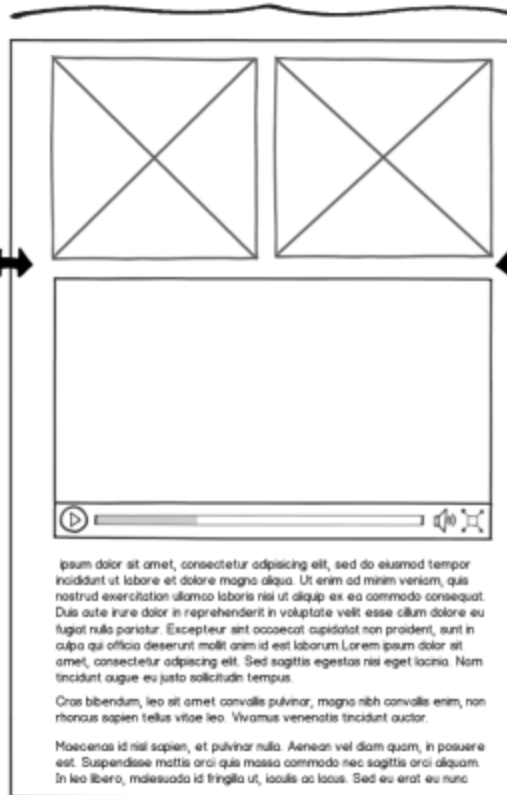 ipsum dolor sit amet, consectetur adipisicing elit, sed do eiusmod tempor
incididunt ut labore et dolore magna aliqua. Ut enim ad minim veniam, quis
nostrud exercitation ullamco laboris nisi ut aliquip ex ea commodo consequat.
Duis aute irure dolor in reprehenderit in voluptate velit esse cillum dolore eu
fugiat nulla pariatur. Excepteur sint occaecat cupidatat non proident, sunt in
culpa qui officia deserunt mollit anim id est laborum.Lorem ipsum dolor sit
amet, consectetur adipiscing elit. Sed sagittis egestas nisi eget lacinia. Nam
tincidunt augue eu justo sollicitudin tempus.
Cras bibendum, leo sit amet convallis pulvinar, magna nibh convallis enim, non
rhoncus sapien tellus vitae leo. Vivamus venenatis tincidunt auctor.
Maecenas id nisl sapien, et pulvinar nulla. Aenean vel diam quam, in posuere
est. Suspendisse mattis orci quis massa commodo nec sagittis orci aliquam.
In leo libero, malesuada id fringilla ut, iaculis ac lacus. Sed eu erat eu nunc